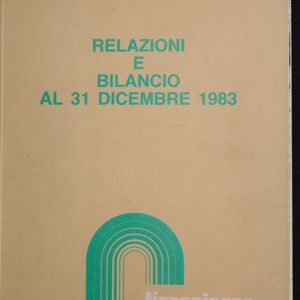 RELAZIONI
E
BILANCIO
AL 31 DICEMBRE 1983